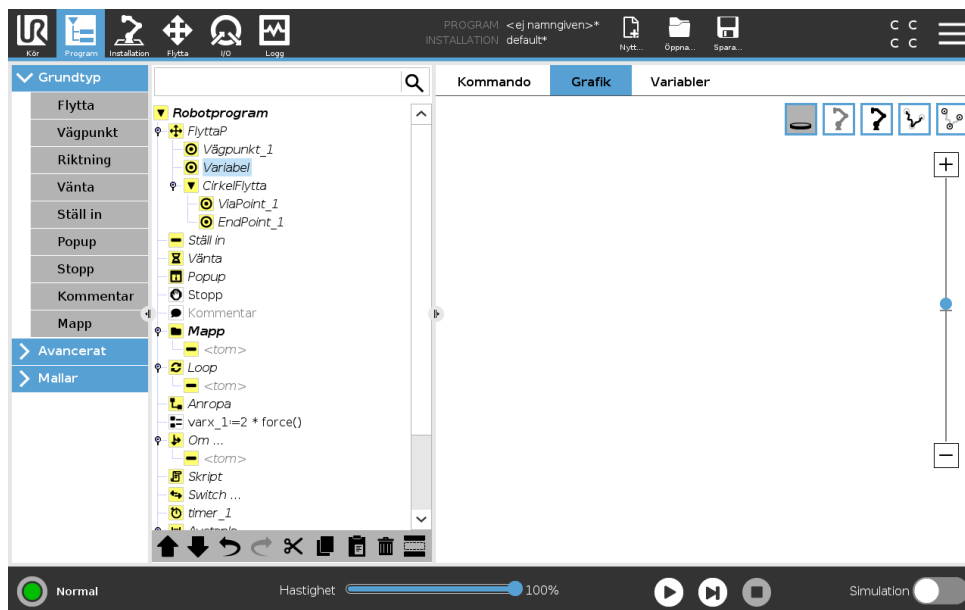 PROGRAM <ej namngiven>*
INSTALLATION default*
UR
Kör
Program
Installation
Flytta
I/O
Logg
Nytt...
Öppna...
Spara...
C C
C C
Grundtyp
Flytta
Vägpunkt
Riktning
Vänta
Ställ in
Popup
Stopp
Kommentar
Mapp
Avancerat
Mallar
Robotprogram
FlyttaP
Vägpunkt_1
Variabel
CirkelFlytta
ViaPoint_1
EndPoint_1
Ställ in
Vänta
Popup
Stopp
Kommentar
Mapp
<tom>
Loop
<tom>
Anropa
varx_1:=2 * force()
Om ...
<tom>
Skript
Switch ...
timer_1
Kommando
Grafik
Variabler
Normal
Hastighet
100%
Simulation